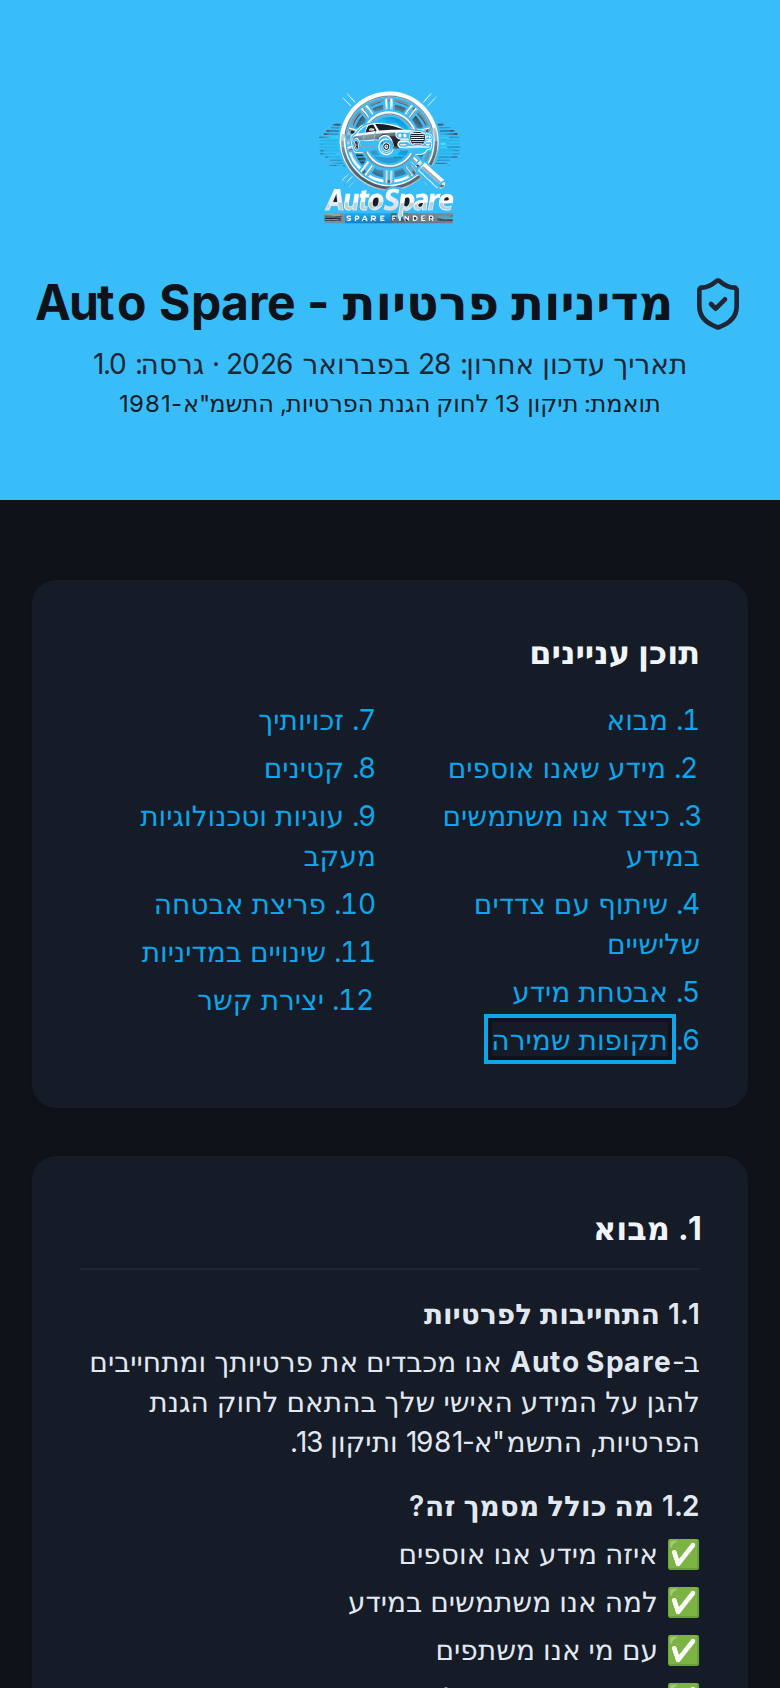 AutoSpare
SPARE FINDER
מדיניות פרטיות - Auto Spare
תאריך עדכון אחרון: 28 בפברואר 2026 · גרסה: 1.0
תואמת: תיקון 13 לחוק הגנת הפרטיות, התשמ"א-1981
תוכן עניינים
1. מבוא
2. מידע שאנו אוספים
3. כיצד אנו משתמשים
במידע
4. שיתוף עם צדדים
שלישיים
5. אבטחת מידע
6. תקופות שמירה
7. זכויותיך
8. קטינים
9. עוגיות וטכנולוגיות
מעקב
10. פריצת אבטחה
11. שינויים במדיניות
12. יצירת קשר
1. מבוא
1.1 התחייבות לפרטיות
ב-Auto Spare אנו מכבדים את פרטיותך ומתחייבים
להגן על המידע האישי שלך בהתאם לחוק הגנת
הפרטיות, התשמ"א-1981 ותיקון 13.
1.2 מה כולל מסמך זה?
✅ איזה מידע אנו אוספים
✅ למה אנו משתמשים במידע
✅ עם מי אנו משתפים